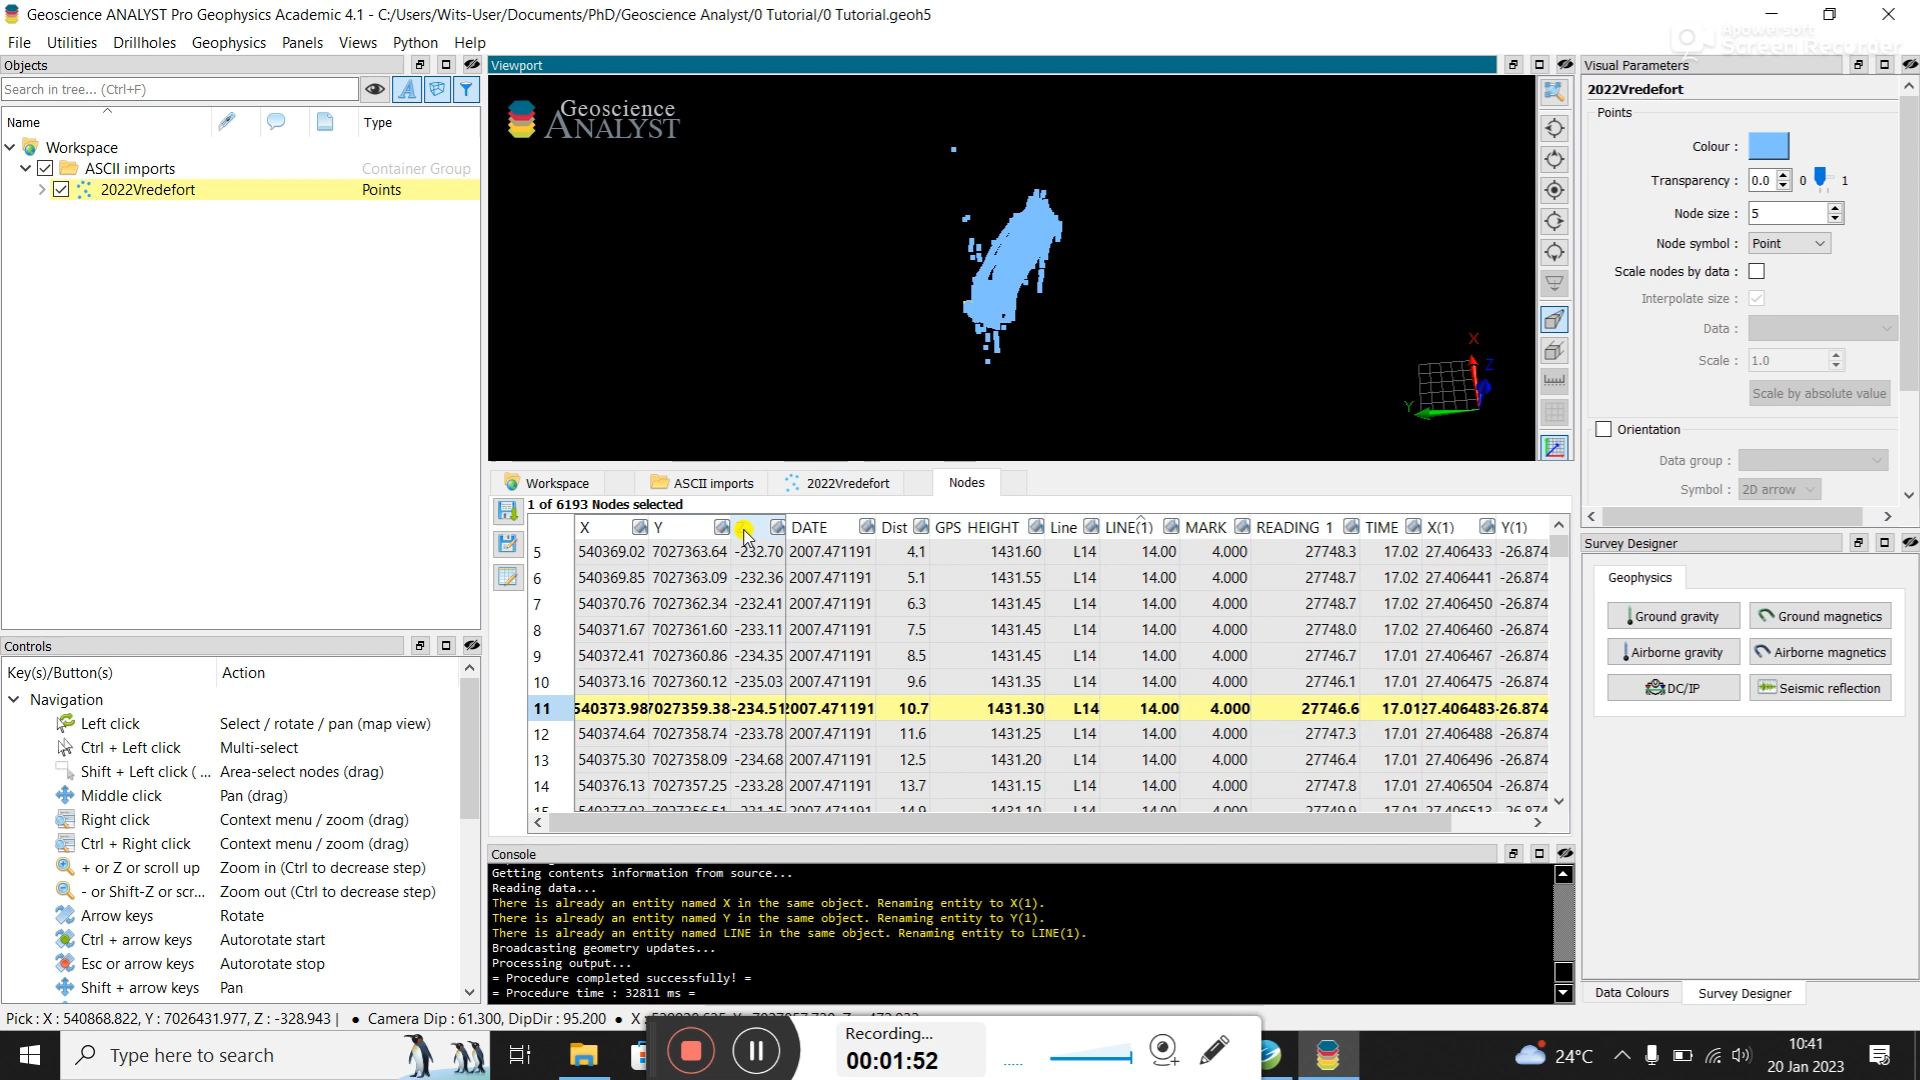 Geoscience ANALYST Pro Geophysics Academic 4.1 - C:/Users/Wits-User/Documents/PhD/Geoscience Analyst/0 Tutorial/0 Tutorial.geoh5
Apowersoft
Screen Recorder
File Utilities Drillholes Geophysics Panels Views Python Help
Objects
Search in tree... (Ctrl+F)
Name Type
Workspace
ASCII imports Container Group
2022Vredefort Points
Controls
Key(s)/Button(s) Action
Navigation
Left click Select / rotate / pan (map view)
Ctrl + Left click Multi-select
Shift + Left click ( ... Area-select nodes (drag)
Middle click Pan (drag)
Right click Context menu / zoom (drag)
Ctrl + Right click Context menu / zoom (drag)
+ or Z or scroll up Zoom in (Ctrl to decrease step)
- or Shift-Z or scr... Zoom out (Ctrl to decrease step)
Arrow keys Rotate
Ctrl + arrow keys Autorotate start
Esc or arrow keys Autorotate stop
Shift + arrow keys Pan
Viewport
Geoscience
ANALYST
X
Z
Y
Workspace ASCII imports 2022Vredefort Nodes
1 of 6193 Nodes selected
X Y DATE Dist GPS HEIGHT Line LINE(1) MARK READING 1 TIME X(1) Y(1)
5 540369.02 7027363.64 -232.70 2007.471191 4.1 1431.60 L14 14.00 4.000 27748.3 17.02 27.406433 -26.874
6 540369.85 7027363.09 -232.36 2007.471191 5.1 1431.55 L14 14.00 4.000 27748.7 17.02 27.406441 -26.874
7 540370.76 7027362.34 -232.41 2007.471191 6.3 1431.45 L14 14.00 4.000 27748.7 17.02 27.406450 -26.874
8 540371.67 7027361.60 -233.11 2007.471191 7.5 1431.45 L14 14.00 4.000 27748.0 17.02 27.406460 -26.874
9 540372.41 7027360.86 -234.35 2007.471191 8.5 1431.45 L14 14.00 4.000 27746.7 17.01 27.406467 -26.874
10 540373.16 7027360.12 -235.03 2007.471191 9.6 1431.35 L14 14.00 4.000 27746.1 17.01 27.406475 -26.874
11 540373.98 7027359.38 -234.51 2007.471191 10.7 1431.30 L14 14.00 4.000 27746.6 17.01 27.406483 -26.874
12 540374.64 7027358.74 -233.78 2007.471191 11.6 1431.25 L14 14.00 4.000 27747.3 17.01 27.406488 -26.874
13 540375.30 7027358.09 -234.68 2007.471191 12.5 1431.20 L14 14.00 4.000 27746.4 17.01 27.406496 -26.874
14 540376.13 7027357.25 -233.28 2007.471191 13.7 1431.15 L14 14.00 4.000 27747.8 17.01 27.406504 -26.874
15 540377.02 7027356.51 -231.15 2007.471191 14.9 1431.10 L14 14.00 4.000 27749.9 17.01 27.406513 -26.874
Console
Getting contents information from source...
Reading data...
There is already an entity named X in the same object. Renaming entity to X(1).
There is already an entity named Y in the same object. Renaming entity to Y(1).
There is already an entity named LINE in the same object. Renaming entity to LINE(1).
Broadcasting geometry updates...
Processing output...
= Procedure completed successfully! =
= Procedure time : 32811 ms =
Visual Parameters
2022Vredefort
Points
Colour :
Transparency : 0.0 0 1
Node size : 5
Node symbol : Point
Scale nodes by data :
Interpolate size :
Data :
Scale : 1.0
Scale by absolute value
Orientation
Data group :
Symbol : 2D arrow
Survey Designer
Geophysics
Ground gravity Ground magnetics
Airborne gravity Airborne magnetics
DC/IP Seismic reflection
Data Colours Survey Designer
Pick : X : 540868.822, Y : 7026431.977, Z : -328.943 | • Camera Dip : 61.300, DipDir : 95.200 • X
Type here to search
Recording...
00:01:52
24°C
10:41
20 Jan 2023